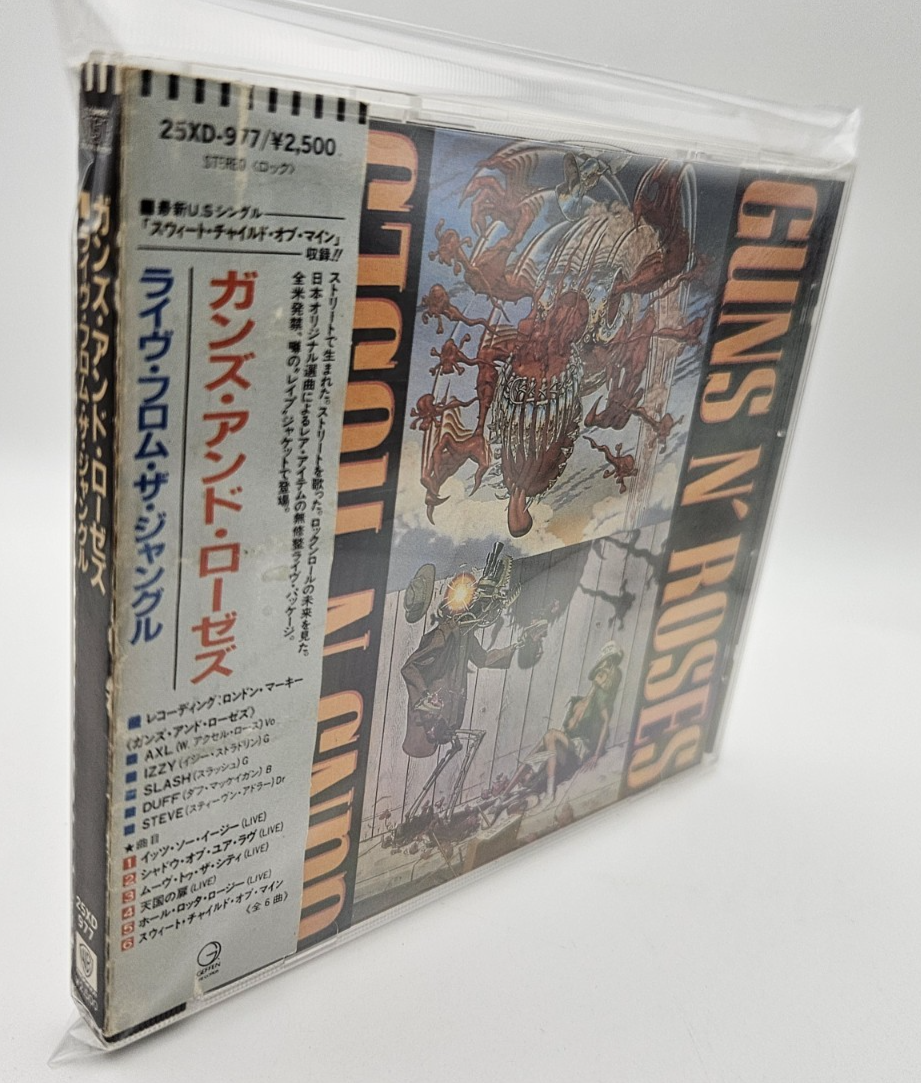 25XD-977/¥2,500
STEREO〈ロック〉
■最新U.Sシングル
「スウィート・チャイルド・オブ・マイン」
収録!!
ストリートで生まれた。ストリートを歌った。ロックンロールの未来を見た。
日本オリジナル選曲によるレア・アイテムの無修整ライヴ・パッケージ。
全米発禁、噂の"レイプ・ジャケットで登場。
ガンズ・アンド・ローゼズ
ライヴ・フロム・ザ・ジャングル
■レコーディング:ロンドン・マーキー
《ガンズ・アンド・ローゼズ》
■AXL(W. アクセル・ロース)Vo
■IZZY(イジー・ストラドリン)G
■SLASH(スラッシュ)G
■DUFF(ダフ・マッケイガン)B
■STEVE(スティーヴン・アドラー)Dr
★曲目
1 イッツ・ソー・イージー(LIVE)
2 シャドウ・オブ・ユア・ラヴ(LIVE)
3 ムーヴ・トゥ・ザ・シティ(LIVE)
4 天国の扉(LIVE)
5 ホール・ロッタ・ロージー(LIVE)
6 スウィート・チャイルド・オブ・マイン
《全6曲》
GEFFEN
ガンズ・アンド・ローゼズ
ライヴ・フロム・ザ・ジャングル
25XD
977
GUNS N' ROSES